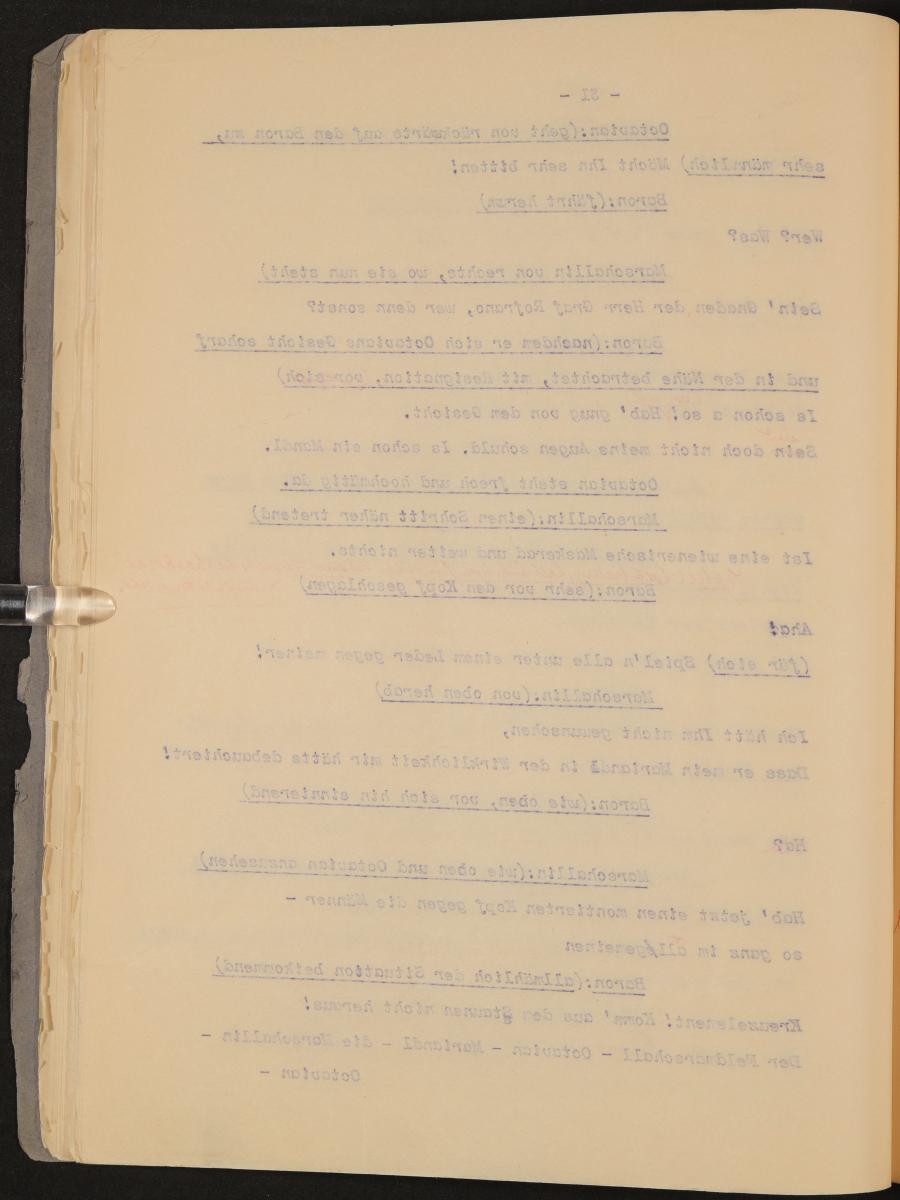 - 31 -
Octavian:(geht von rückwärts auf den Baron zu,
sehr männlich) Möcht Ihn sehr bitten!
Baron:(fährt herum)
Wer? Was?
Marschallin von rechts, wo sie nun steht)
Sein' Gnaden der Herr Graf Rofrano, wer denn sonst?
Baron:(nachdem er sich Octavians Gesicht scharf
und in der Nähe betrachtet, mit Resignation, vor sich)
Is schon a so! Hab' gnug von dem Gesicht.
Sein doch nicht meine Augen schuld. Is schon ein Mandl.
Octavian steht frech und hochmütig da.
Marschallin:(einen Schritt näher tretend)
Ist eine wienerische Maskerad und weiter nichts.
Baron:(sehr vor den Kopf geschlagen)
Aha!
(für sich) Spiel'n alle unter einem Leder gegen meiner!
Marschallin:(von oben herab)
Ich hätt Ihm nicht gewunschen,
Dass er mein Mariandl in der Wirklichkeit mir hätte debauchiert!
Baron:(wie oben, vor sich hin sinnierend)
Ha?
Marschallin:(wie oben und Octavian anzusehen)
Hab' jetzt einen montierten Kopf gegen die Männer -
so ganz im allgemeinen
Baron:(allmählich der Situation beikommend)
Kreuzelement! Komm' aus dem Staunen nicht heraus!
Der Feldmarschall - Octavian - Mariandl - die Marschallin -
Octavian -